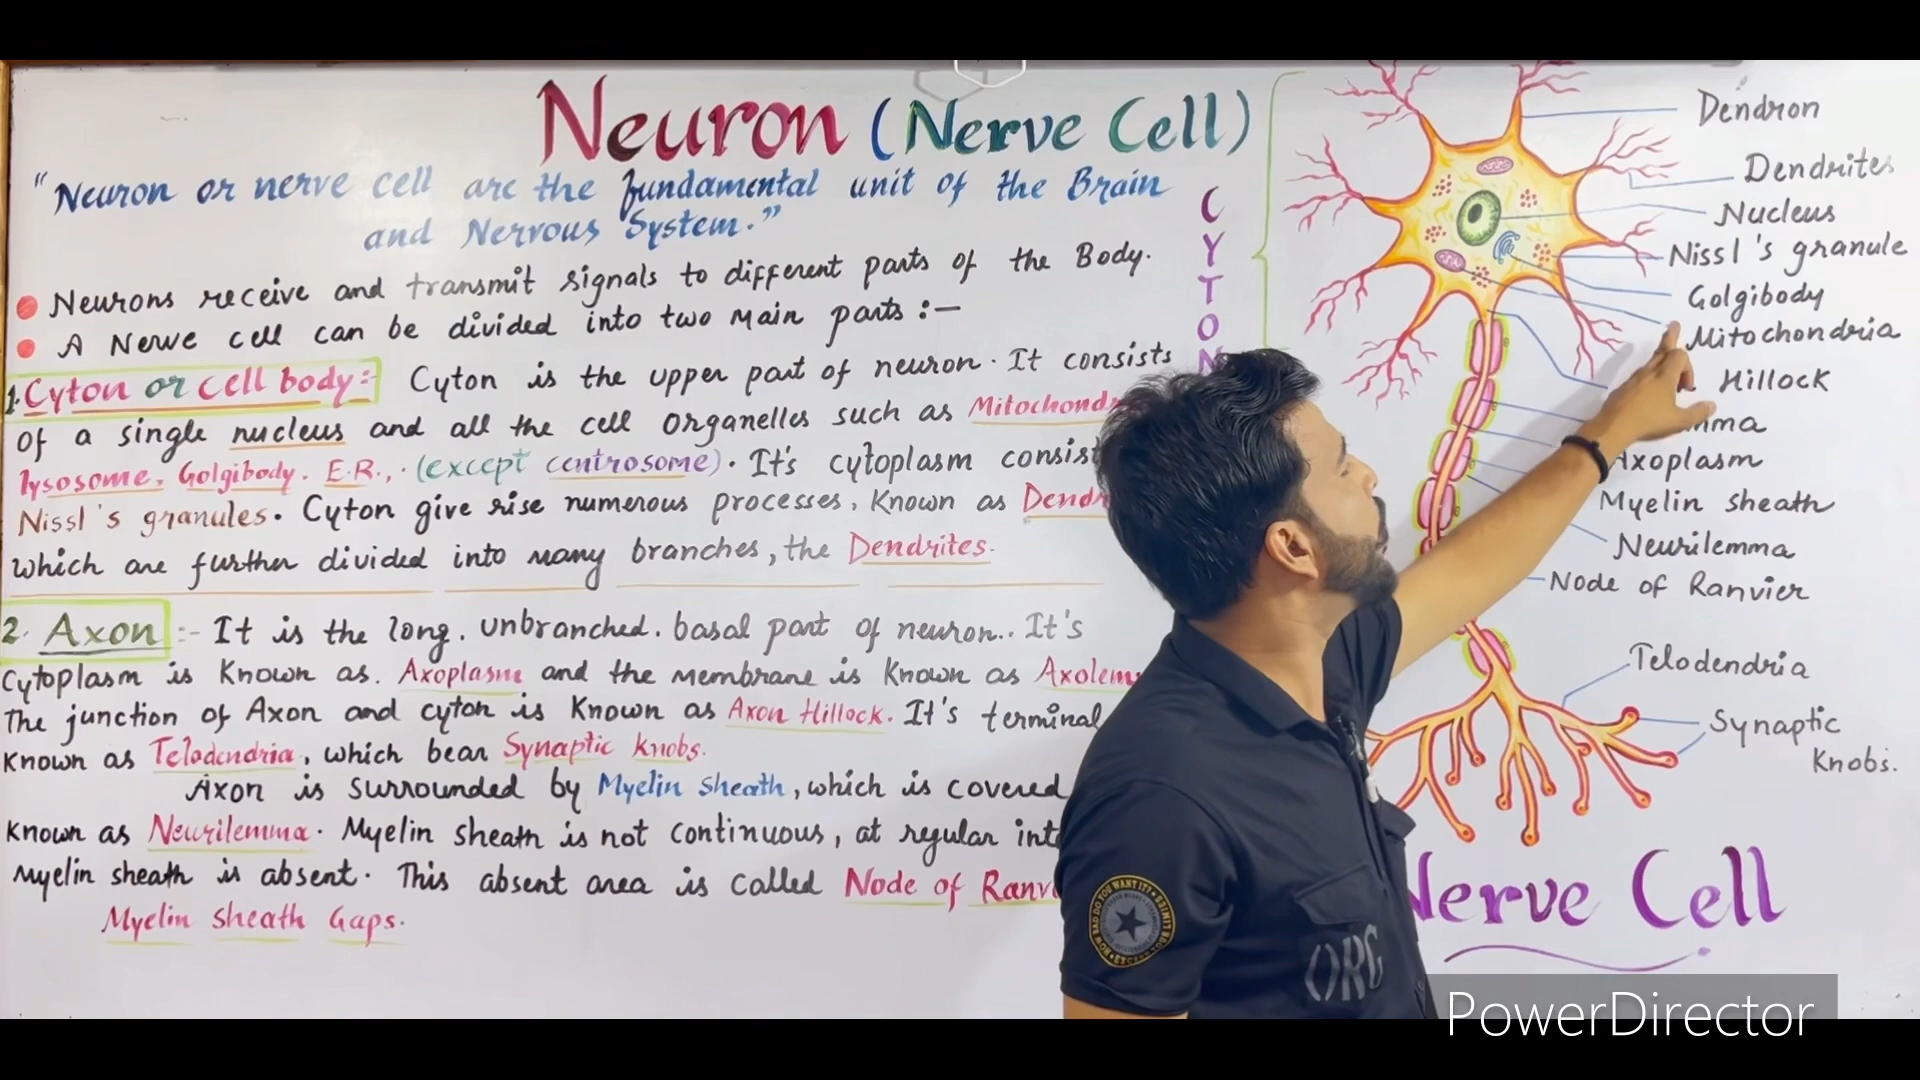 Neuron (Nerve Cell)
"Neuron or nerve cell are the fundamental unit of the Brain
and Nervous System."
Neurons receive and transmit signals to different parts of the Body.
A Nerve cell can be divided into two Main parts :-
1. Cyton or Cell body:- Cyton is the upper part of neuron. It consists
of a single nucleus and all the cell organelles such as
lysosome, Golgibody, E.R., (except centrosome). It's cytoplasm
Nissl's granules. Cyton give rise numerous processes, Known as
which are further divided into many branches, the Dendrites.
2. Axon :- It is the long, unbranched, basal part of neuron.. It's
Cytoplasm is Known as. Axoplasm and the Membrane is Known as
The junction of Axon and cyton is Known as Axon Hillock. It's terminal
Known as Telodendria, which bear Synaptic Knobs.
Axon is surrounded by Myelin Sheath, which is covered
Known as Neurilemma. Myelin sheath is not continuous, at regular
Myelin sheath is absent. This absent area is called Node of
Myelin Sheath Gaps.
CYTON
Dendron
Dendrites
Nucleus
Nissl's granule
Golgibody
Mitochondria
Hillock
Axoplasm
Myelin sheath
Neurilemma
Node of Ranvier
Telodendria
Synaptic
Knobs.
Nerve Cell
ORG
PowerDirector